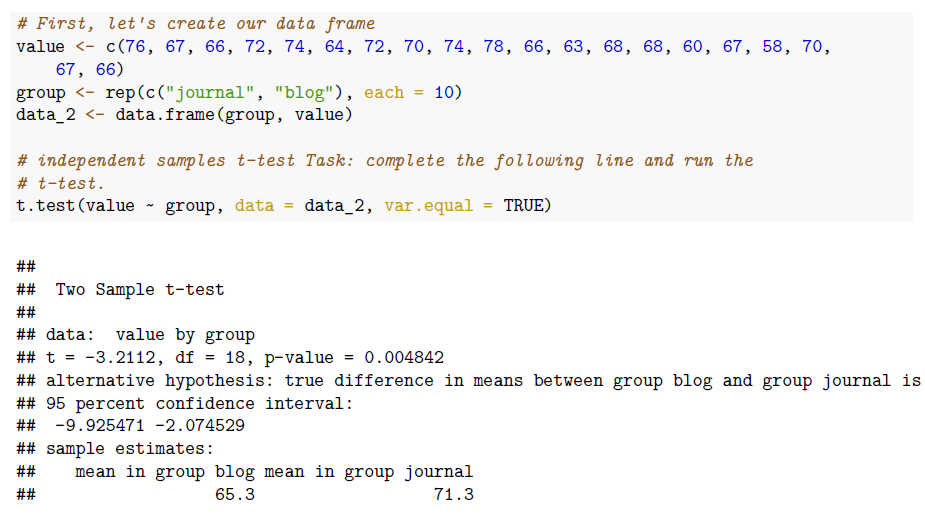 # First, let's create our data frame
value <- c(76, 67, 66, 72, 74, 64, 72, 70, 74, 78, 66, 63, 68, 68, 60, 67, 58, 70,
    67, 66)
group <- rep(c("journal", "blog"), each = 10)
data_2 <- data.frame(group, value)

# independent samples t-test Task: complete the following line and run the
# t-test.
t.test(value ~ group, data = data_2, var.equal = TRUE)

##
##  Two Sample t-test
##
## data:  value by group
## t = -3.2112, df = 18, p-value = 0.004842
## alternative hypothesis: true difference in means between group blog and group journal is
## 95 percent confidence interval:
##  -9.925471 -2.074529
## sample estimates:
##    mean in group blog mean in group journal
##                  65.3                  71.3